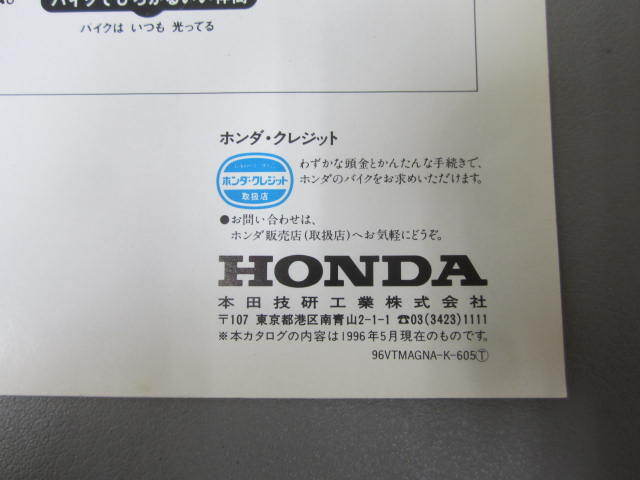 バイクは いつも 光ってる
ホンダ・クレジット
ホンダ・クレジット
取扱店
わずかな頭金とかんたんな手続きで、
ホンダのバイクをお求めいただけます。
●お問い合わせは、
ホンダ販売店(取扱店)へお気軽にどうぞ。
HONDA
本田技研工業株式会社
〒107 東京都港区南青山2-1-1 ☎03(3423)1111
※本カタログの内容は1996年5月現在のものです。
96VTMAGNA-K-605Ⓣ